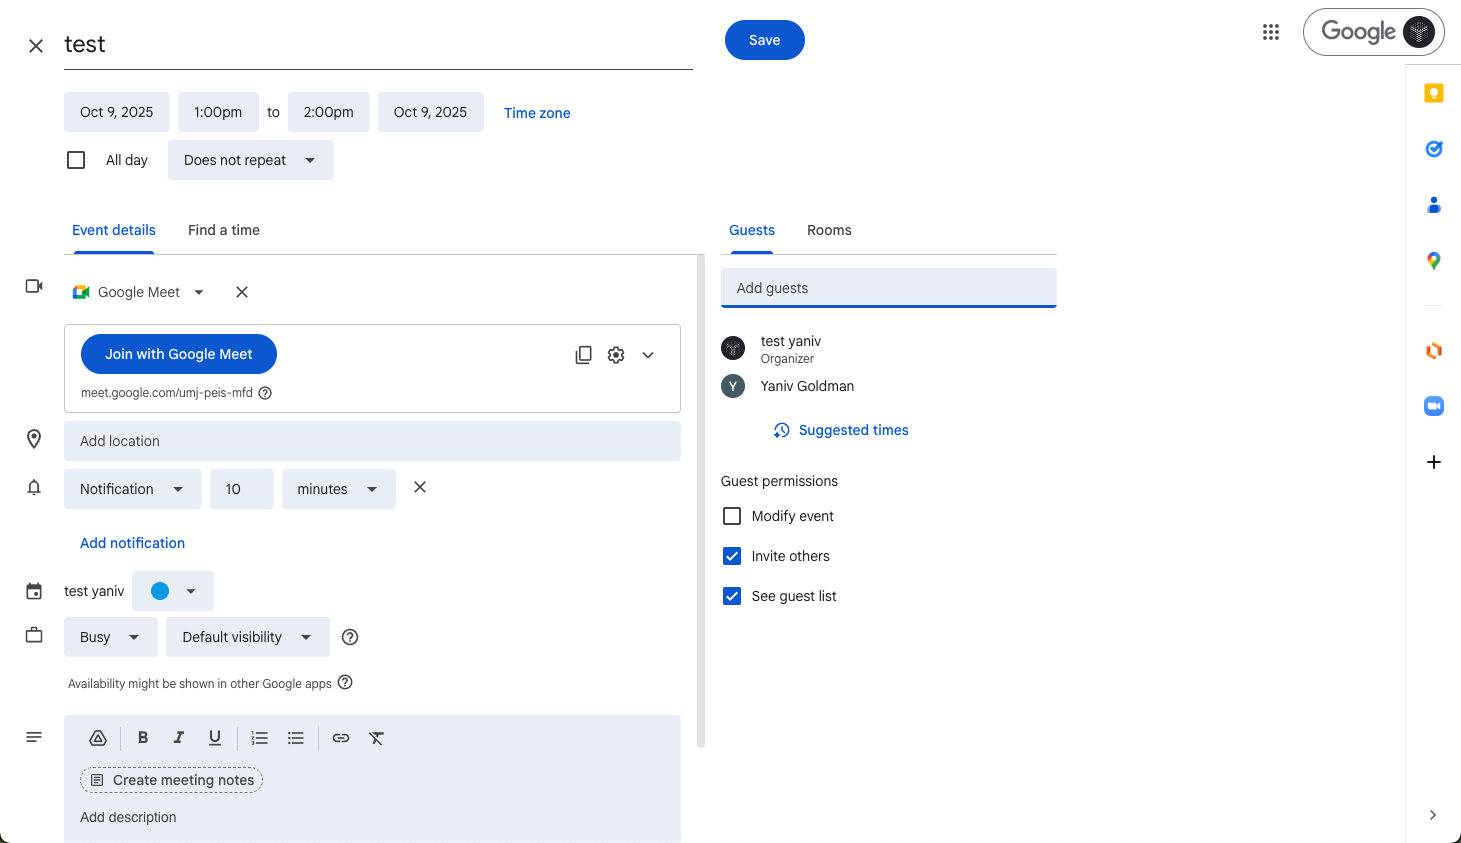 test
Save
Google
Oct 9, 2025 1:00pm to 2:00pm Oct 9, 2025 Time zone
All day Does not repeat
Event details Find a time
Guests Rooms
Google Meet
Add guests
Join with Google Meet
meet.google.com/umj-peis-mfd
test yaniv
Organizer
Y Yaniv Goldman
Add location
Suggested times
Notification 10 minutes
Guest permissions
Modify event
Add notification
Invite others
test yaniv
See guest list
Busy Default visibility
Availability might be shown in other Google apps
B I U
Create meeting notes
Add description